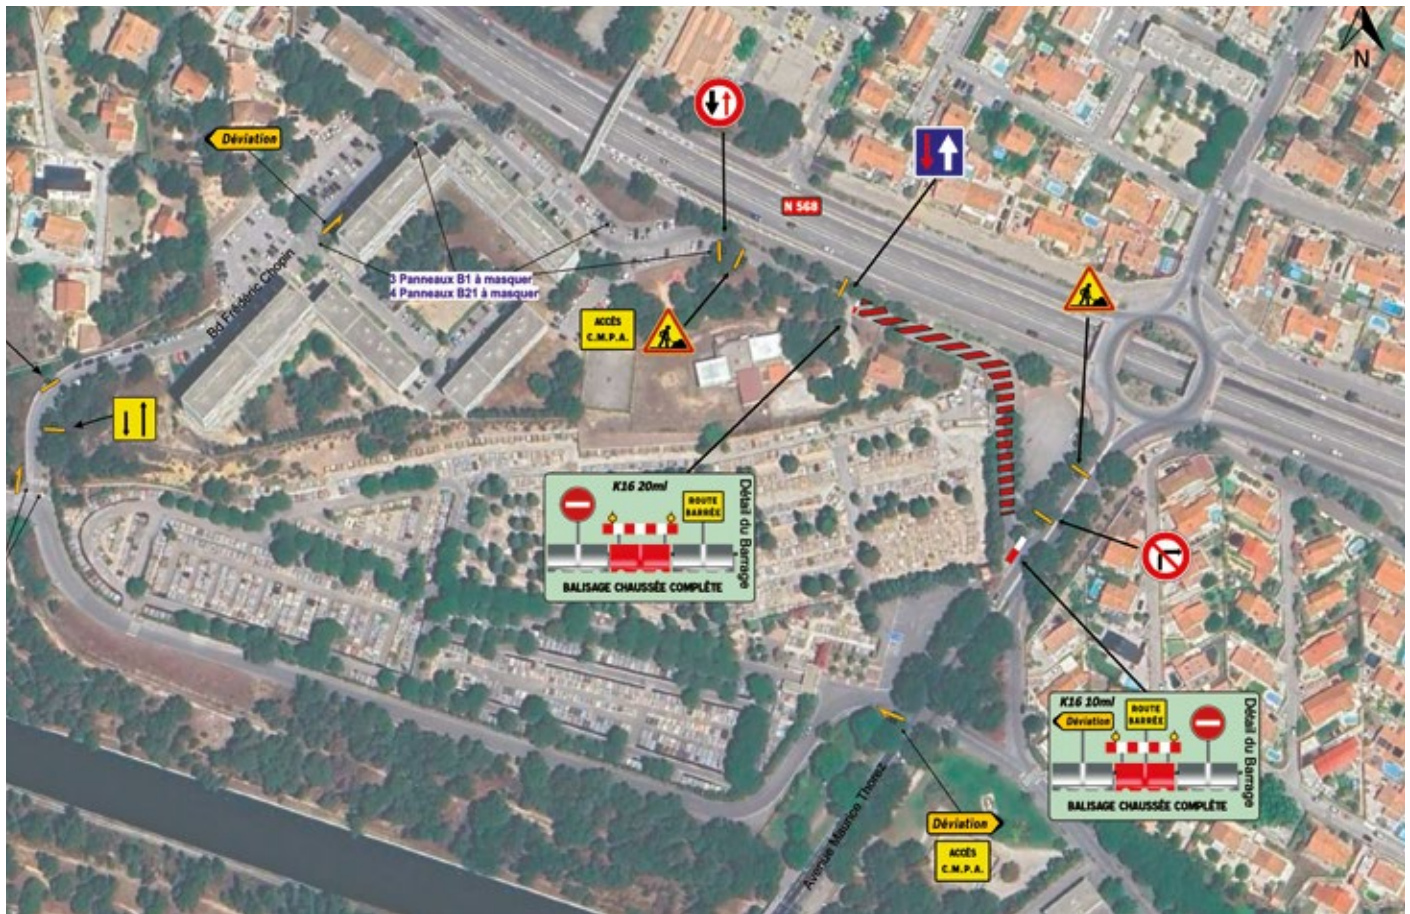 N
Déviation
N 568
Bd Frédéric Chopin
3 Panneaux B1 à masquer
4 Panneaux B21 à masquer
ACCÈS
C.M.P.A.
K16 20ml
ROUTE
BARRÉE
Détail du Barrage
BALISAGE CHAUSSÉE COMPLÈTE
K16 10ml
Déviation
ROUTE
BARRÉE
Détail du Barrage
BALISAGE CHAUSSÉE COMPLÈTE
Avenue Maurice Thorez
Déviation
ACCÈS
C.M.P.A.